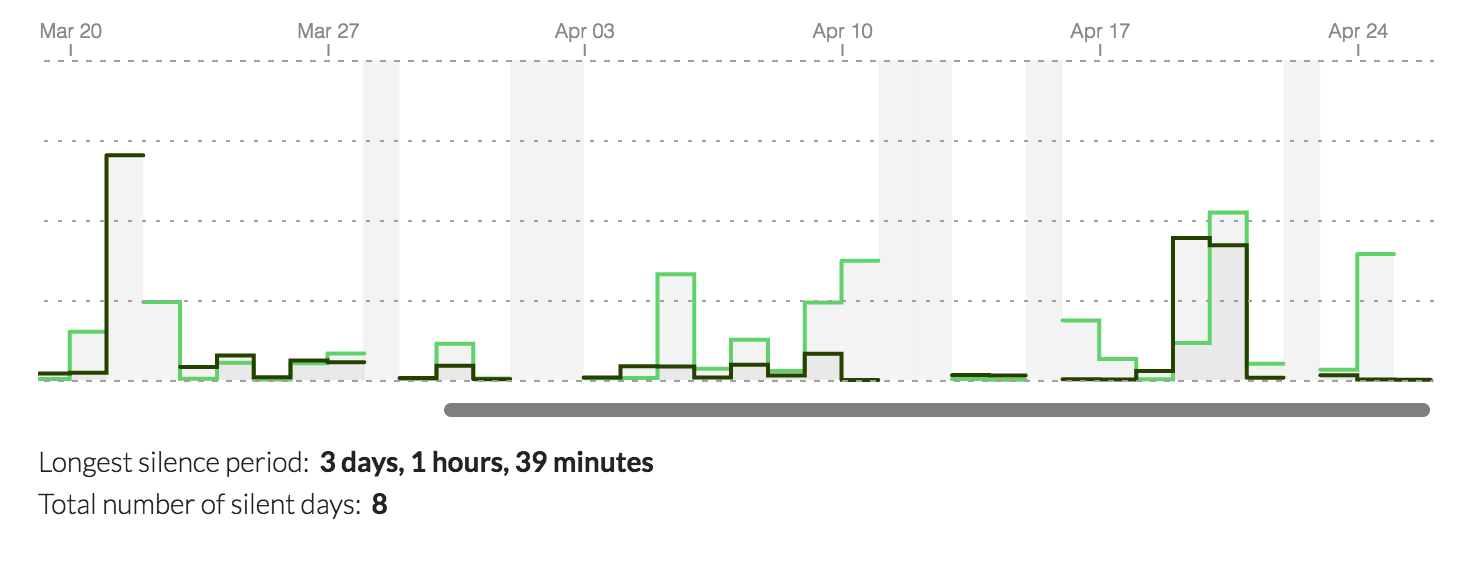 Mar 20 Mar 27 Apr 03 Apr 10 Apr 17 Apr 24
Longest silence period: 3 days, 1 hours, 39 minutes
Total number of silent days: 8